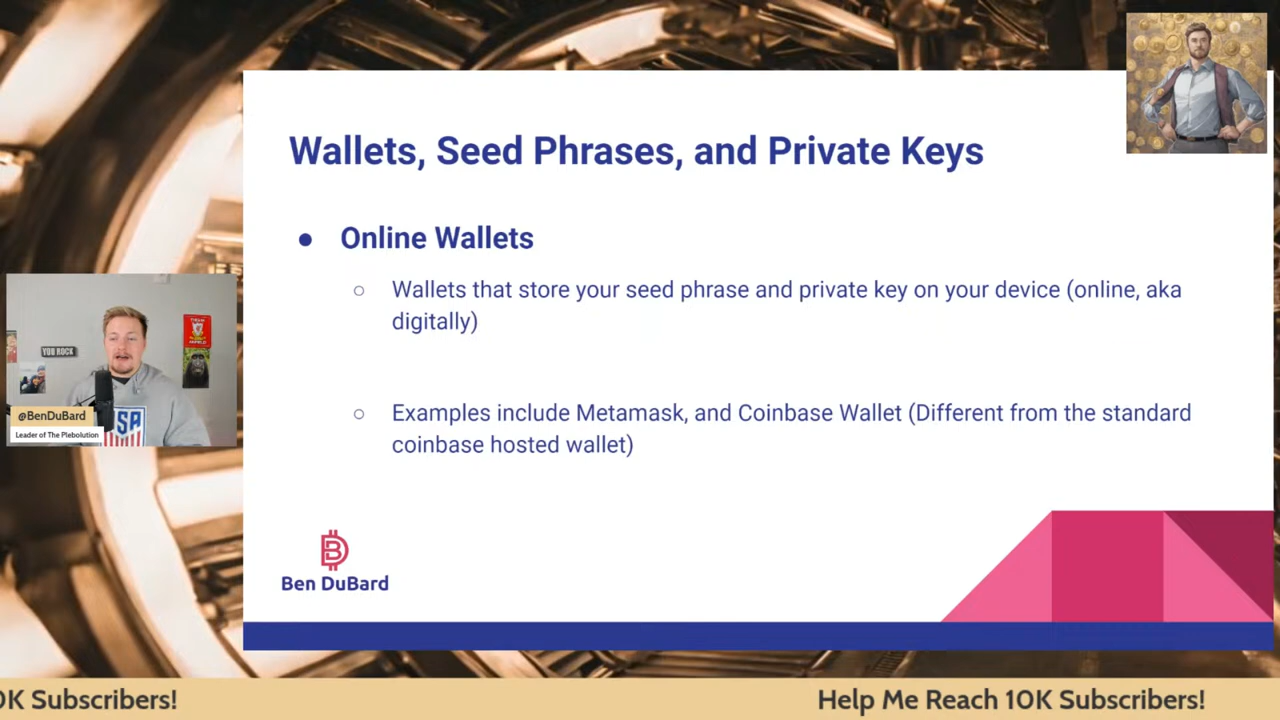 Wallets, Seed Phrases, and Private Keys
● Online Wallets
○ Wallets that store your seed phrase and private key on your device (online, aka
digitally)
○ Examples include Metamask, and Coinbase Wallet (Different from the standard
coinbase hosted wallet)
YOU ROCK
USA
@BenDuBard
Leader of The Plebolution
Ben DuBard
0K Subscribers!
Help Me Reach 10K Subscribers!